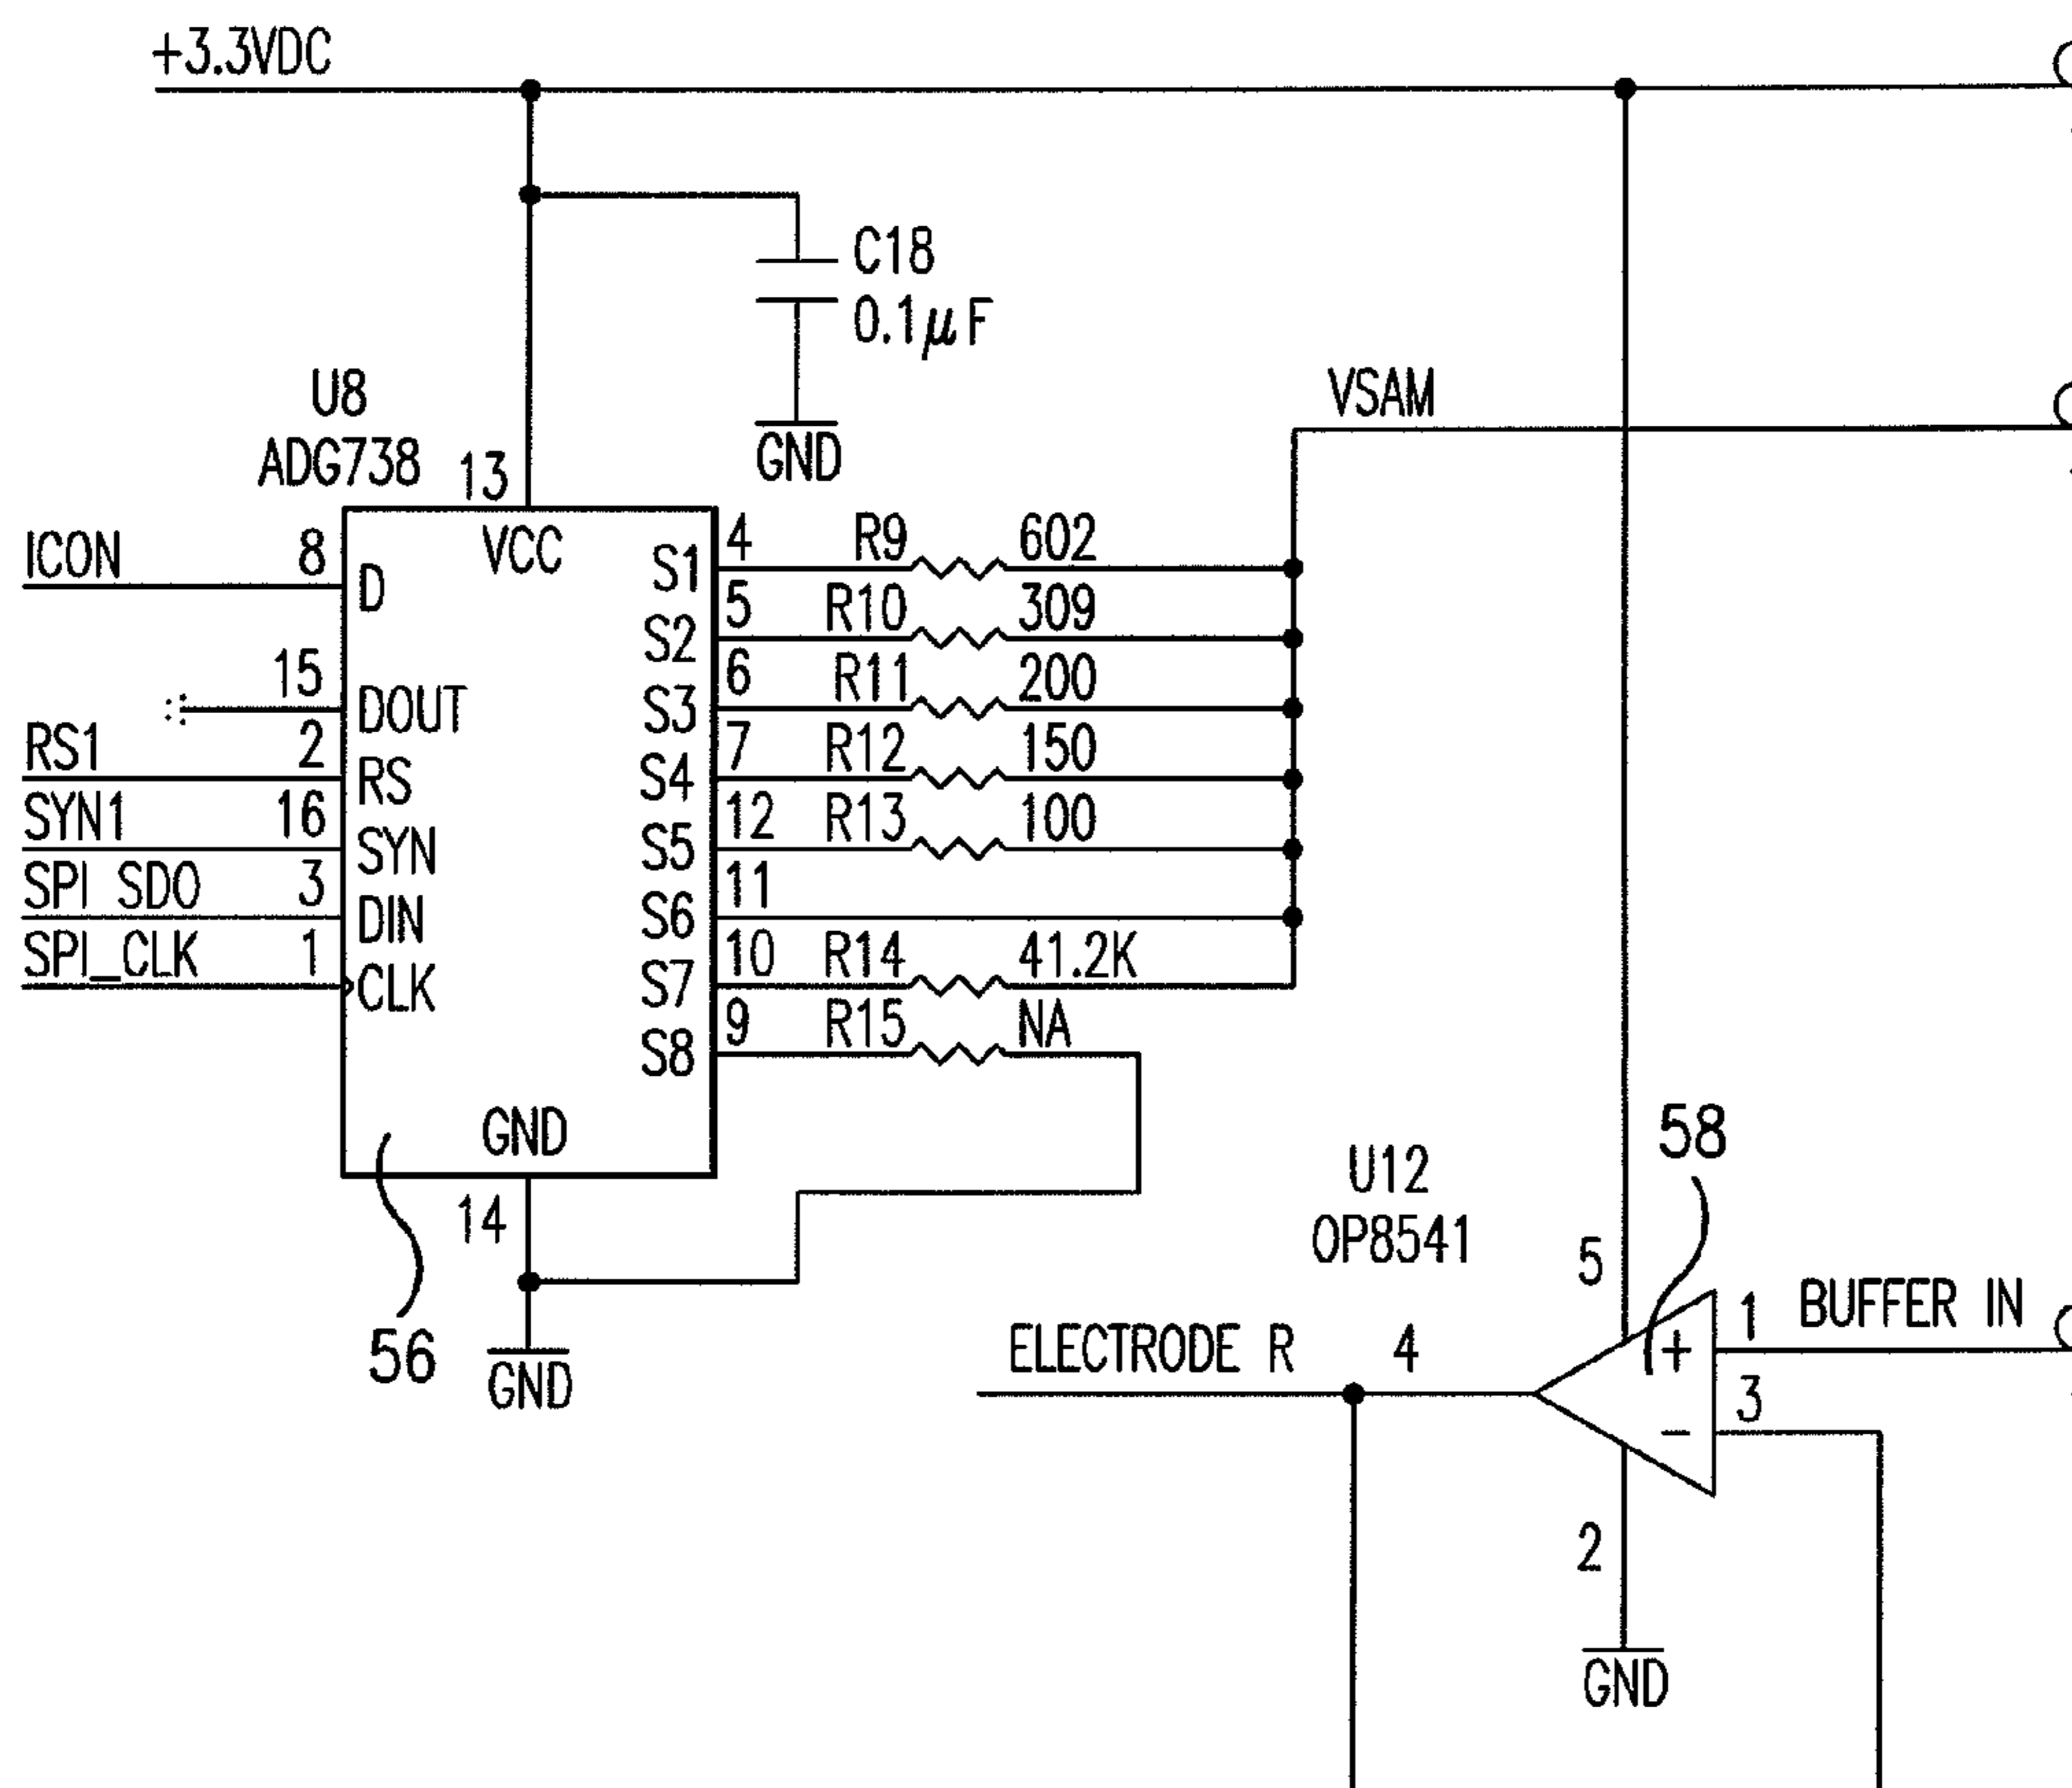 +3.3VDC
C18
0.1μF
GND
U8
ADG738
13
VSAM
ICON
8
D
VCC
S1
4
R9
602
S2
5
R10
309
15
DOUT
S3
6
R11
200
RS1
2
RS
S4
7
R12
150
SYN1
16
SYN
S5
12
R13
100
SPI_SDO
3
DIN
S6
11
SPI_CLK
1
CLK
S7
10
R14
41.2K
S8
9
R15
NA
GND
14
56
GND
U12
OP8541
58
5
ELECTRODE R
4
+
1
BUFFER IN
−
3
2
GND